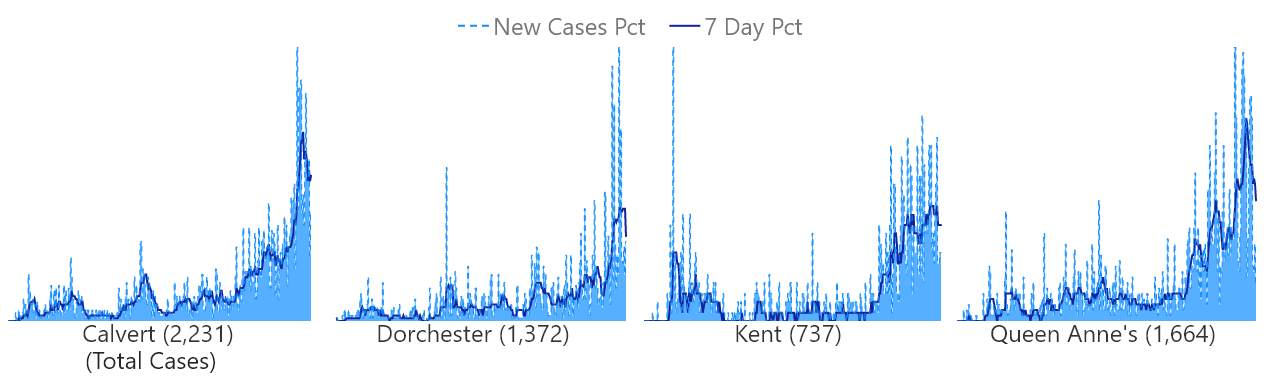 New Cases Pct 7 Day Pct
Calvert (2,231) Dorchester (1,372) Kent (737) Queen Anne's (1,664)
(Total Cases)